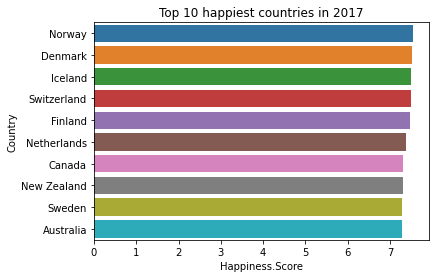 Top 10 happiest countries in 2017
Country
Norway
Denmark
Iceland
Switzerland
Finland
Netherlands
Canada
New Zealand
Sweden
Australia
0 1 2 3 4 5 6 7
Happiness.Score